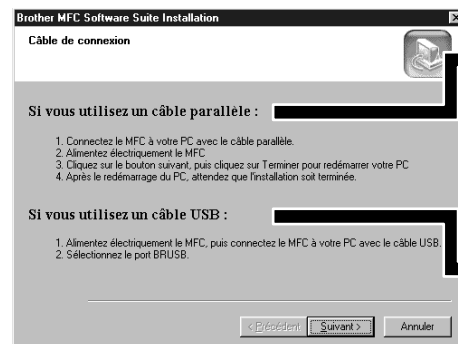 Brother MFC Software Suite Installation
Câble de connexion
Si vous utilisez un câble parallèle :
1. Connectez le MFC à votre PC avec le câble parallèle.
2. Alimentez électriquement le MFC
3. Cliquez sur le bouton suivant, puis cliquez sur Terminer pour redémarrer votre PC
4. Après le redémarrage du PC, attendez que l'installation soit terminée.
Si vous utilisez un câble USB :
1. Alimentez électriquement le MFC, puis connectez le MFC à votre PC avec le câble USB.
2. Sélectionnez le port BRUSB.
< Précédent Suivant > Annuler